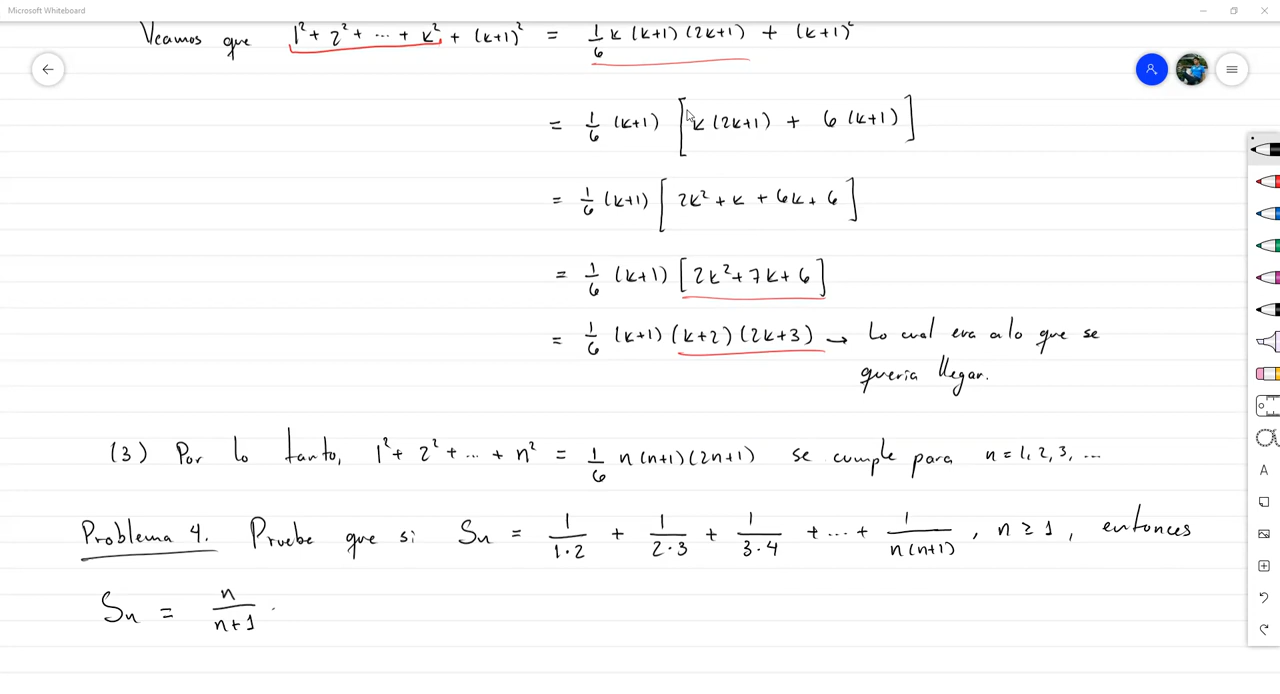 Microsoft Whiteboard
Veamos que 1² + 2² + ... + k² + (k+1)² = 1/6 k (k+1) (2k+1) + (k+1)²
= 1/6 (k+1) [k (2k+1) + 6 (k+1)]
= 1/6 (k+1) [2k² + k + 6k + 6]
= 1/6 (k+1) [2k² + 7k + 6]
= 1/6 (k+1) (k+2) (2k+3) → Lo cual era a lo que se
quería llegar.
(3) Por lo tanto, 1² + 2² + ... + n² = 1/6 n(n+1)(2n+1) se cumple para n = 1, 2, 3, ...
Problema 4. Pruebe que si Sn = 1/(1·2) + 1/(2·3) + 1/(3·4) + ... + 1/(n(n+1)), n ≥ 1, entonces
Sn = n/(n+1).
A